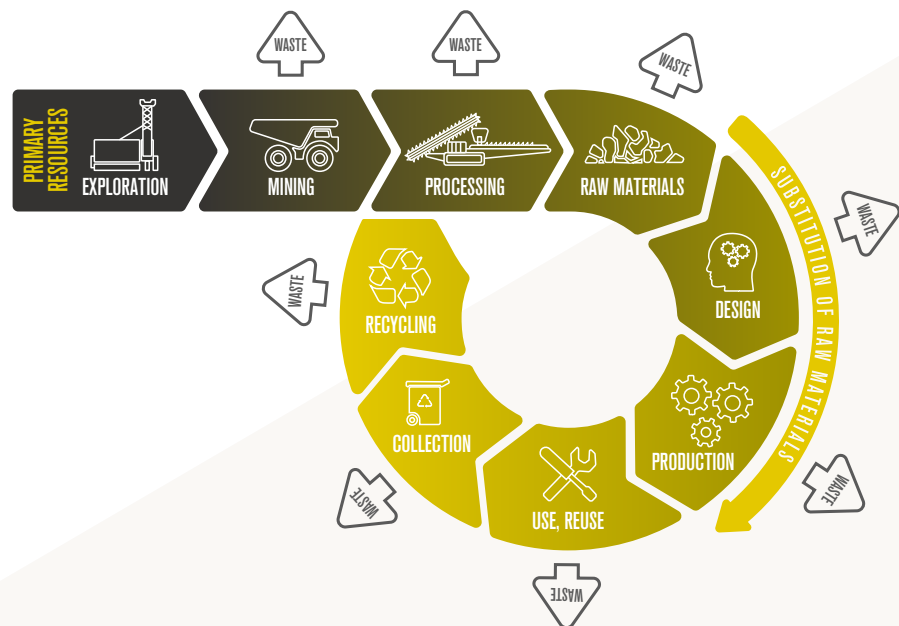 WASTE
WASTE
WASTE
PRIMARY
RESOURCES
EXPLORATION
MINING
PROCESSING
RAW MATERIALS
SUBSTITUTION OF RAW MATERIALS
WASTE
DESIGN
WASTE
RECYCLING
COLLECTION
PRODUCTION
WASTE
WASTE
USE, REUSE
WASTE